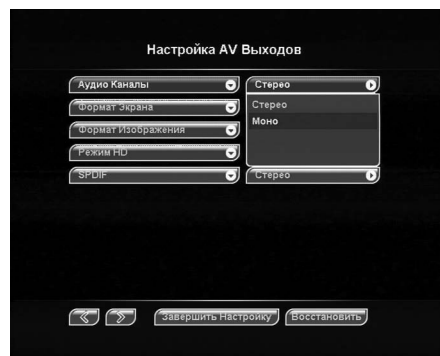 Настройка AV Выходов
Аудио Каналы
Стерео
Формат Экрана
Стерео
Формат Изображения
Моно
Режим HD
SPDIF
Стерео
Завершить Настройку
Восстановить